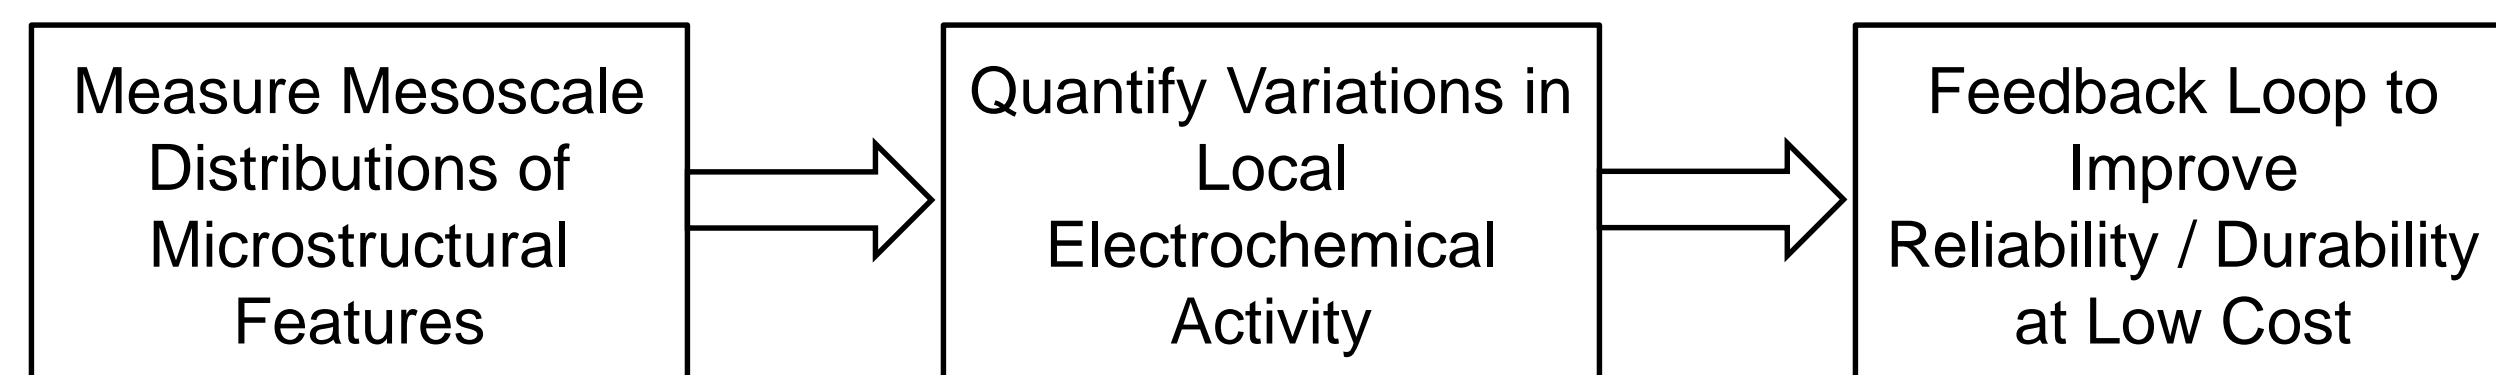 Measure Mesoscale
Distributions of
Microstructural
Features
Quantify Variations in
Local
Electrochemical
Activity
Feedback Loop to
Improve
Reliability / Durability
at Low Cost